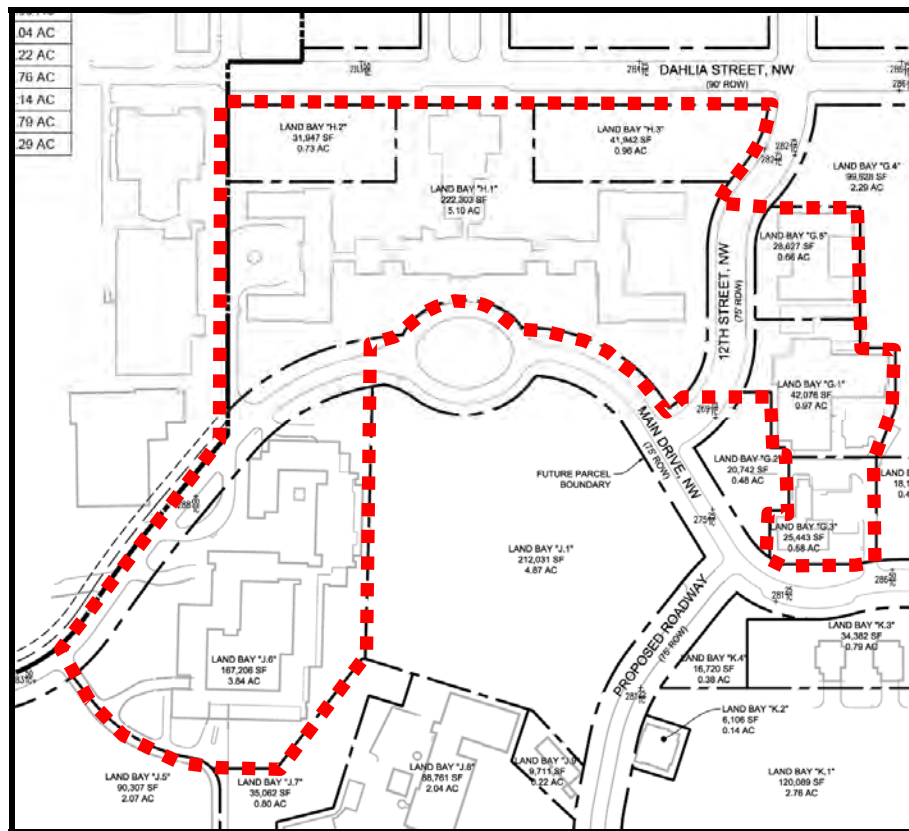 .04 AC
.22 AC
.76 AC
.14 AC
.79 AC
.29 AC
DAHLIA STREET, NW
(90' ROW)
LAND BAY "H.2"
31,947 SF
0.73 AC
LAND BAY "H.3"
41,942 SF
0.96 AC
LAND BAY "G.4"
99,628 SF
2.29 AC
LAND BAY "H.1"
222,303 SF
5.10 AC
LAND BAY "G.5"
28,627 SF
0.66 AC
12TH STREET, NW
(75' ROW)
LAND BAY "G.1"
42,076 SF
0.97 AC
MAIN DRIVE, NW
(75' ROW)
FUTURE PARCEL
BOUNDARY
LAND BAY "G.2"
20,742 SF
0.48 AC
LAND BAY "G.3"
25,443 SF
0.58 AC
LAND BAY "J.1"
212,031 SF
4.87 AC
PROPOSED ROADWAY
(75' ROW)
LAND BAY "K.3"
34,382 SF
0.79 AC
LAND BAY "J.6"
167,206 SF
3.84 AC
LAND BAY "K.4"
16,720 SF
0.38 AC
LAND BAY "K.2"
6,106 SF
0.14 AC
LAND BAY "J.5"
90,307 SF
2.07 AC
LAND BAY "J.7"
35,062 SF
0.80 AC
LAND BAY "J.8"
88,761 SF
2.04 AC
LAND BAY "J.9"
9,711 SF
0.22 AC
LAND BAY "K.1"
120,089 SF
2.76 AC